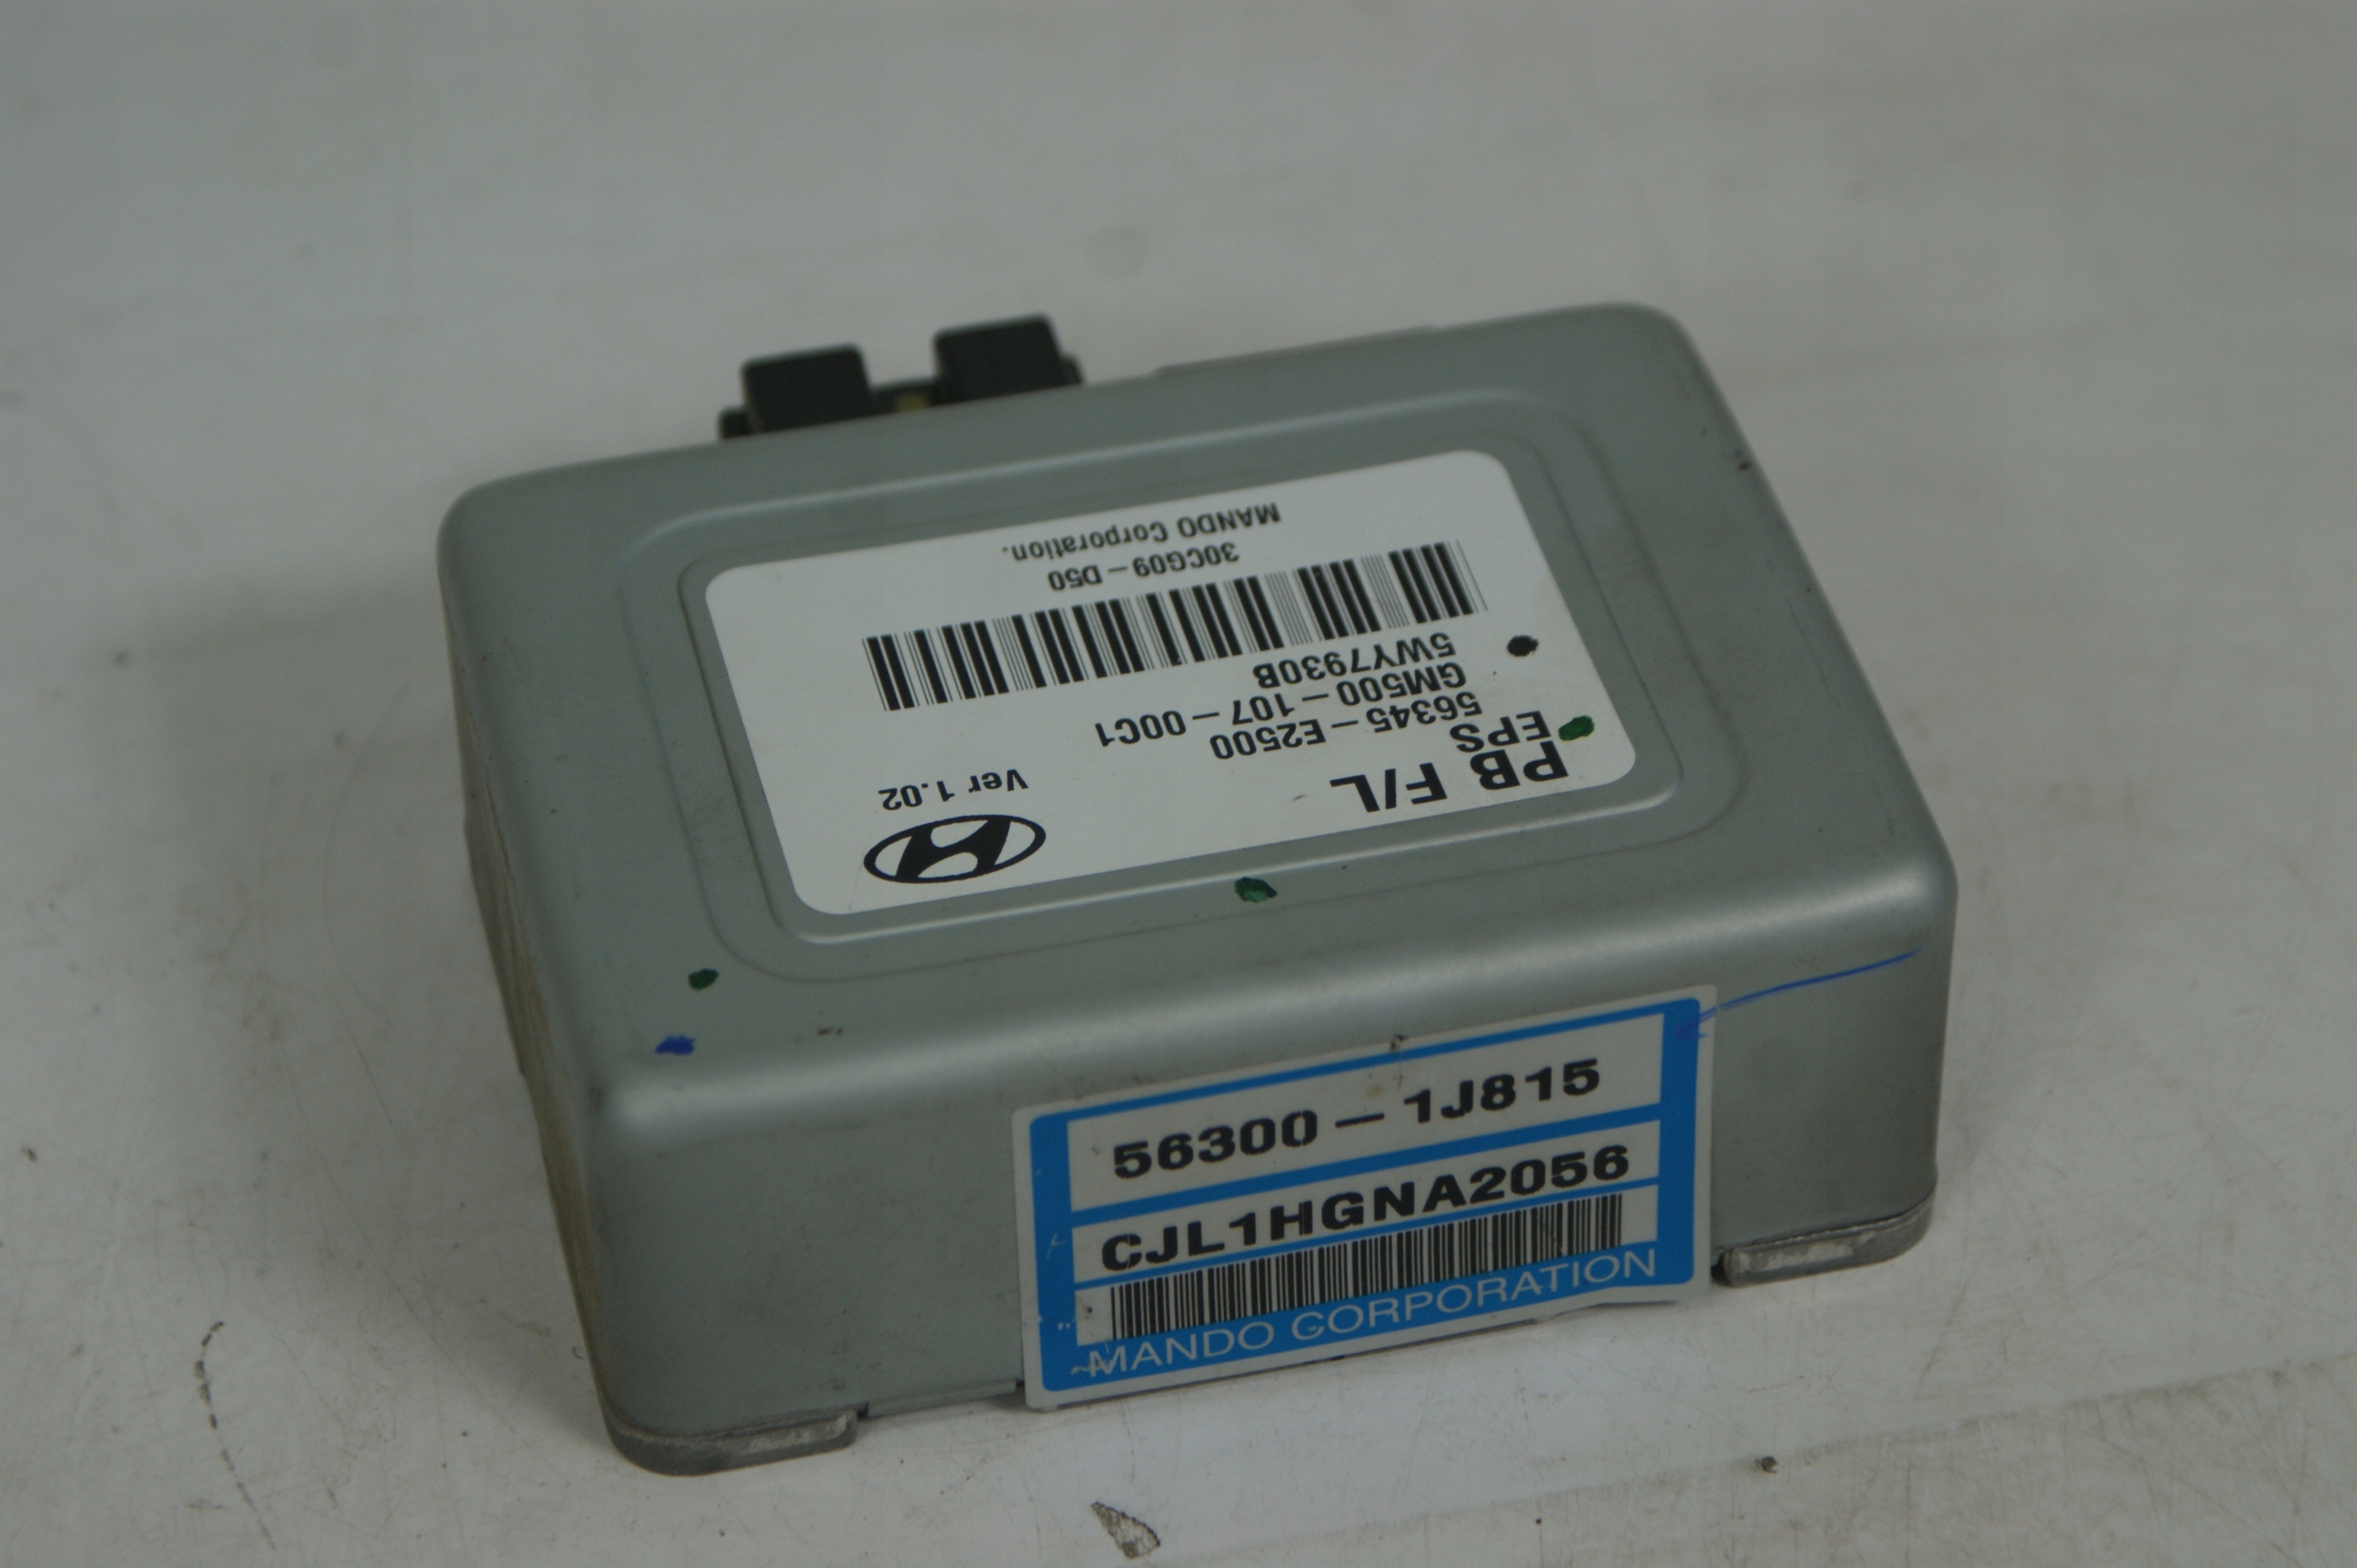 PB F/L
EPS
56345-E2500
GM500-107-00C1
5WY7930B
Ver 1.02
30CG09-D50
MANDO Corporation.
56300-1J815
CJL1HGNA2056
MANDO CORPORATION